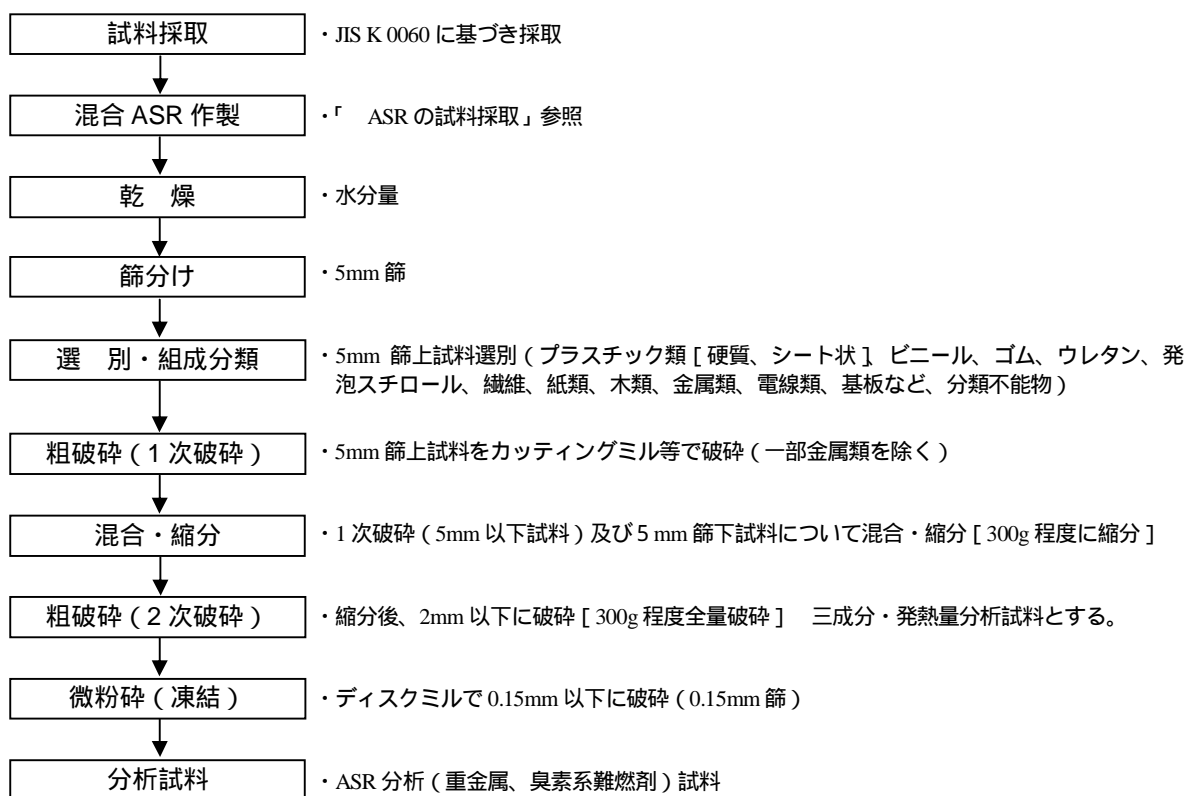 試料採取 ・JIS K 0060 に基づき採取
混合 ASR 作製 ・「　ASR の試料採取」参照
乾　燥 ・水分量
篩分け ・5mm 篩
選　別・組成分類 ・5mm 篩上試料選別（プラスチック類［硬質、シート状］、ビニール、ゴム、ウレタン、発
泡スチロール、繊維、紙類、木類、金属類、電線類、基板など、分類不能物）
粗破砕（1 次破砕） ・5mm 篩上試料をカッティングミル等で破砕（一部金属類を除く）
混合・縮分 ・1 次破砕（5mm 以下試料）及び５mm 篩下試料について混合・縮分［300g 程度に縮分］
粗破砕（2 次破砕） ・縮分後、2mm 以下に破砕［300g 程度全量破砕］　三成分・発熱量分析試料とする。
微粉砕（凍結） ・ディスクミルで 0.15mm 以下に破砕（0.15mm 篩）
分析試料 ・ASR 分析（重金属、臭素系難燃剤）試料